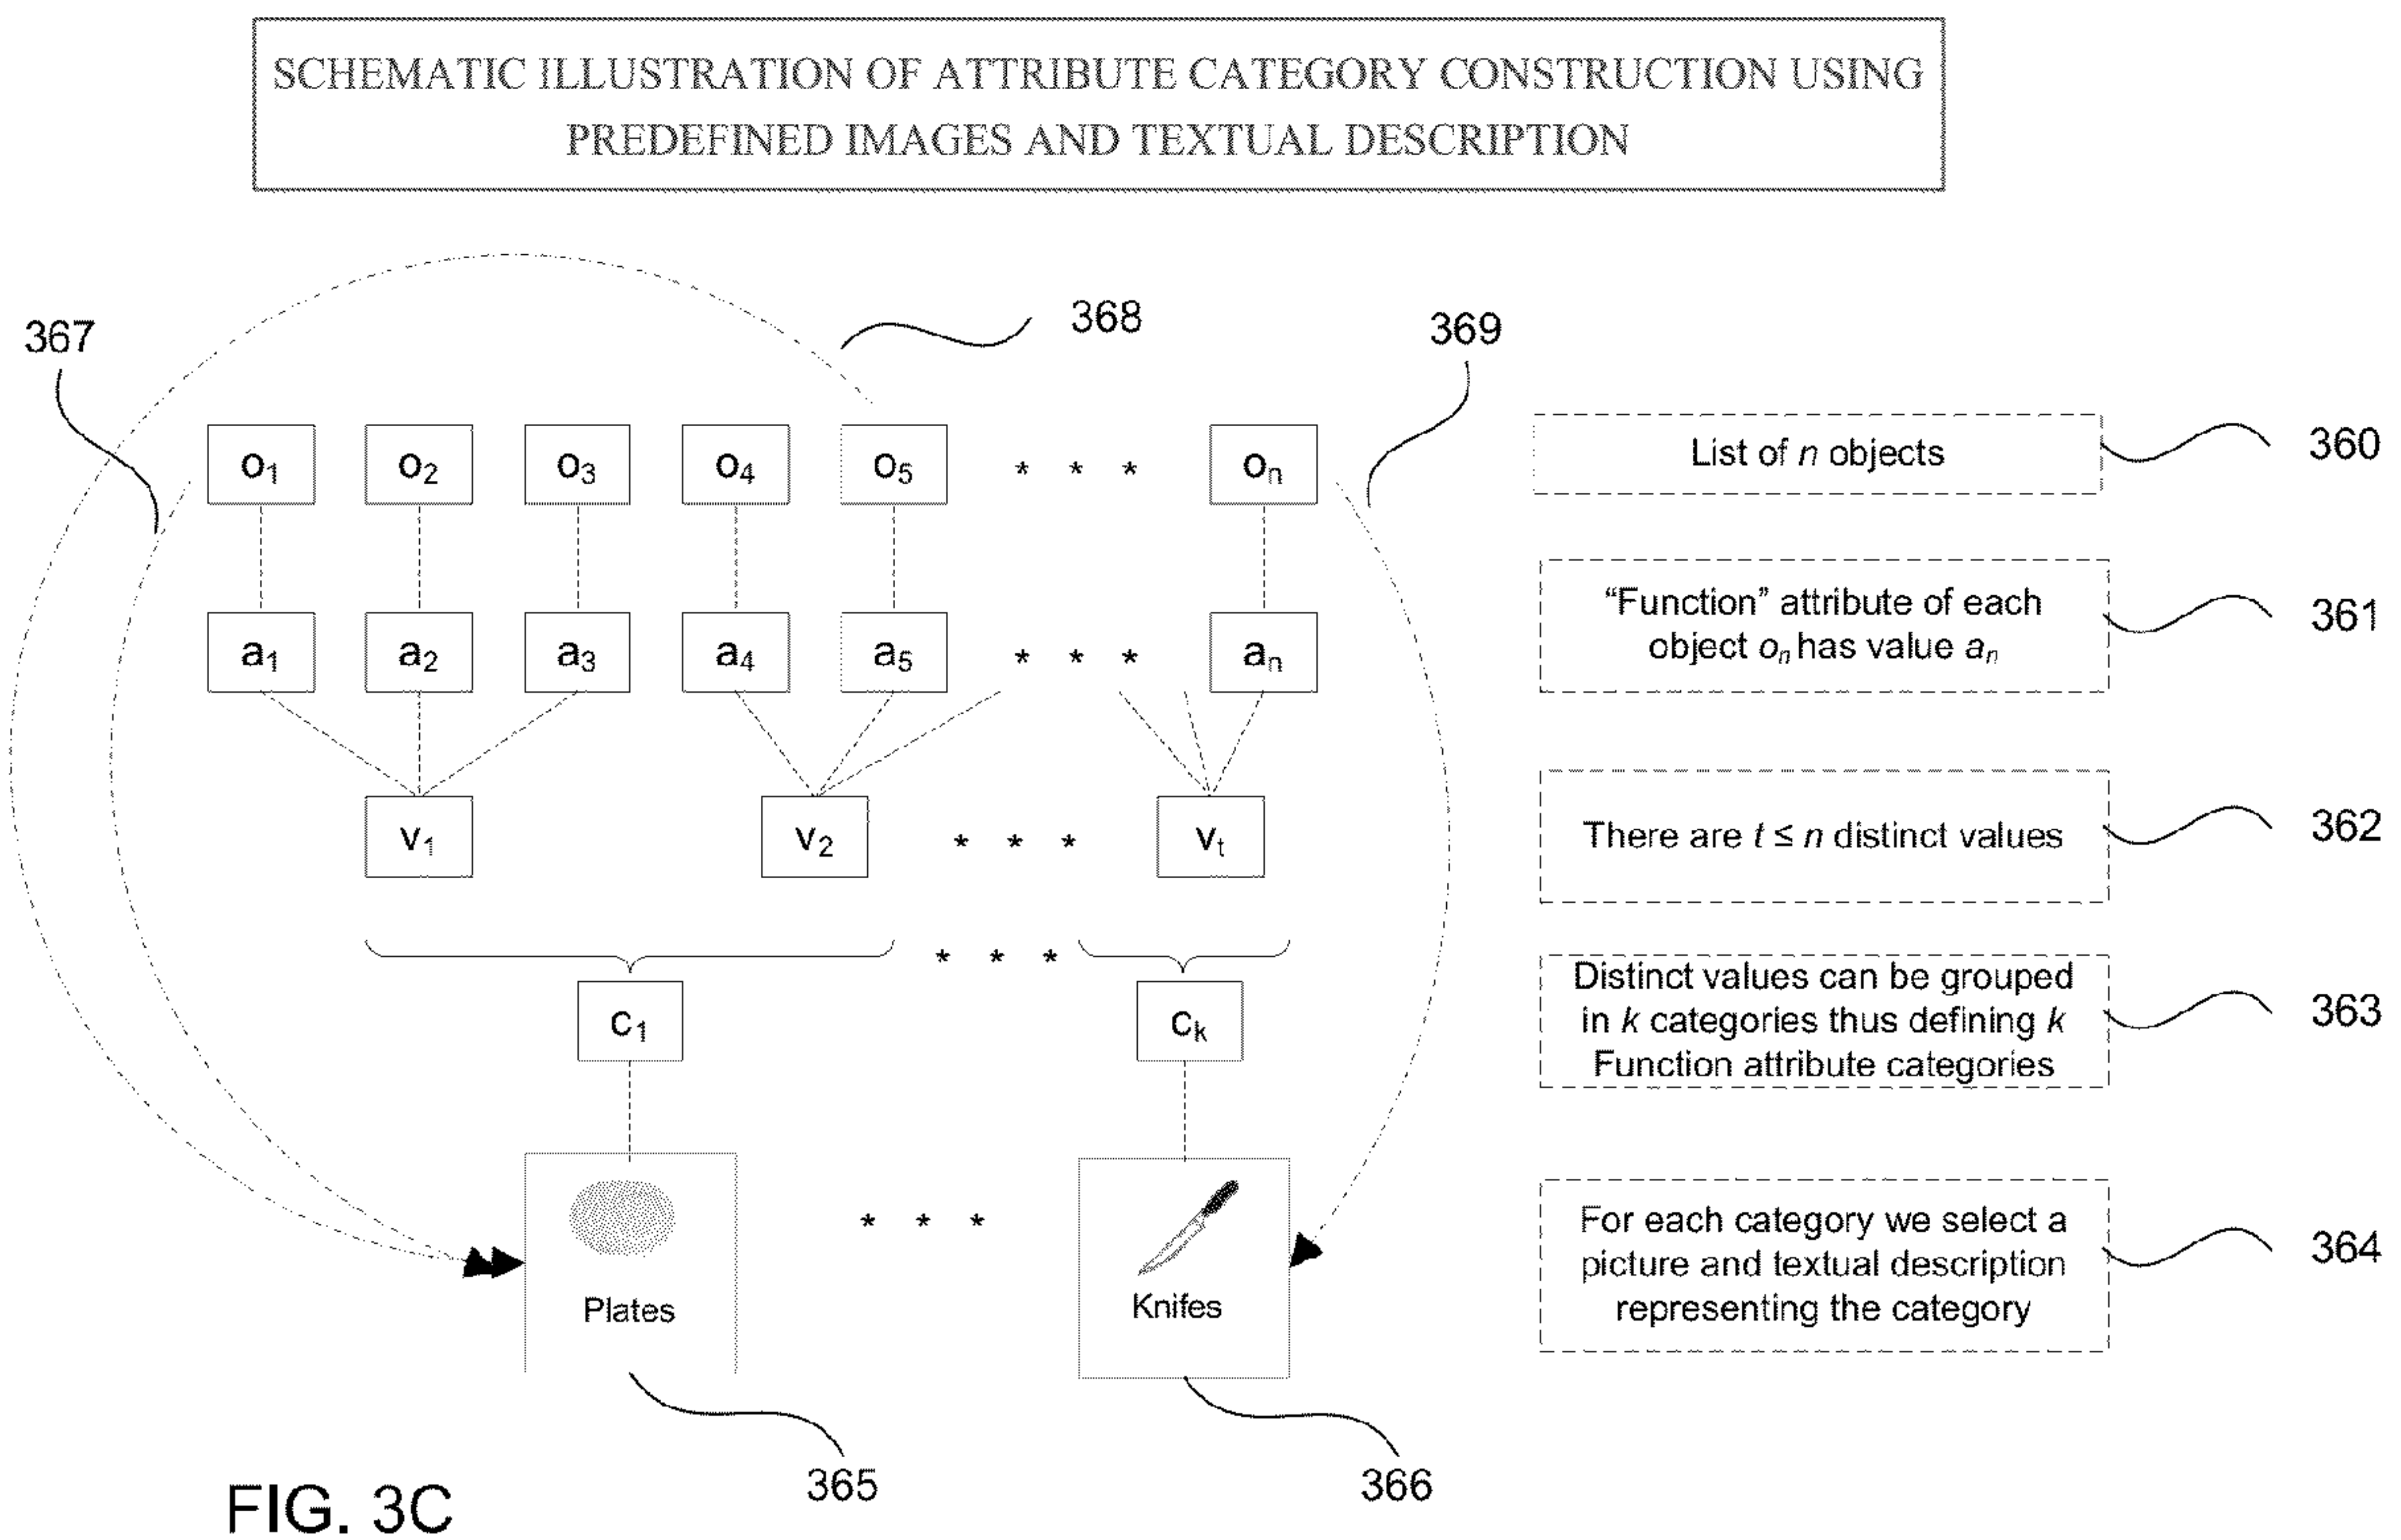 SCHEMATIC ILLUSTRATION OF ATTRIBUTE CATEGORY CONSTRUCTION USING
PREDEFINED IMAGES AND TEXTUAL DESCRIPTION
367
368
369
o1 o2 o3 o4 o5 * * * on
List of n objects
360
a1 a2 a3 a4 a5 * * * an
“Function” attribute of each
object on has value an
361
v1 v2 * * * vt
There are t ≤ n distinct values
362
* * *
c1 ck
Distinct values can be grouped
in k categories thus defining k
Function attribute categories
363
* * *
Plates
Knifes
For each category we select a
picture and textual description
representing the category
364
365
366
FIG. 3C